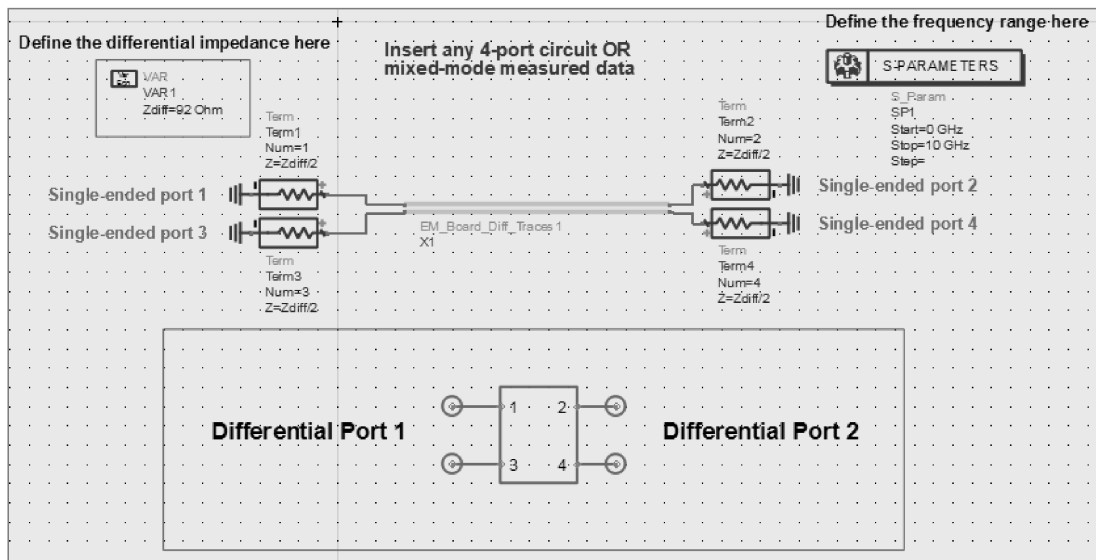 Define the frequency range here
Define the differential impedance here
Insert any 4-port circuit OR
mixed-mode measured data
VAR
VAR1
Zdiff=92 Ohm
S-PARAMETERS
S_Param
SP1
Start=0 GHz
Stop=10 GHz
Step=
Term
Term1
Num=1
Z=Zdiff/2
Term
Term2
Num=2
Z=Zdiff/2
Single-ended port 1
Single-ended port 2
Single-ended port 3
Single-ended port 4
EM_Board_Diff_Traces1
X1
Term
Term3
Num=3
Z=Zdiff/2
Term
Term4
Num=4
Z=Zdiff/2
1 2
Differential Port 1
Differential Port 2
3 4